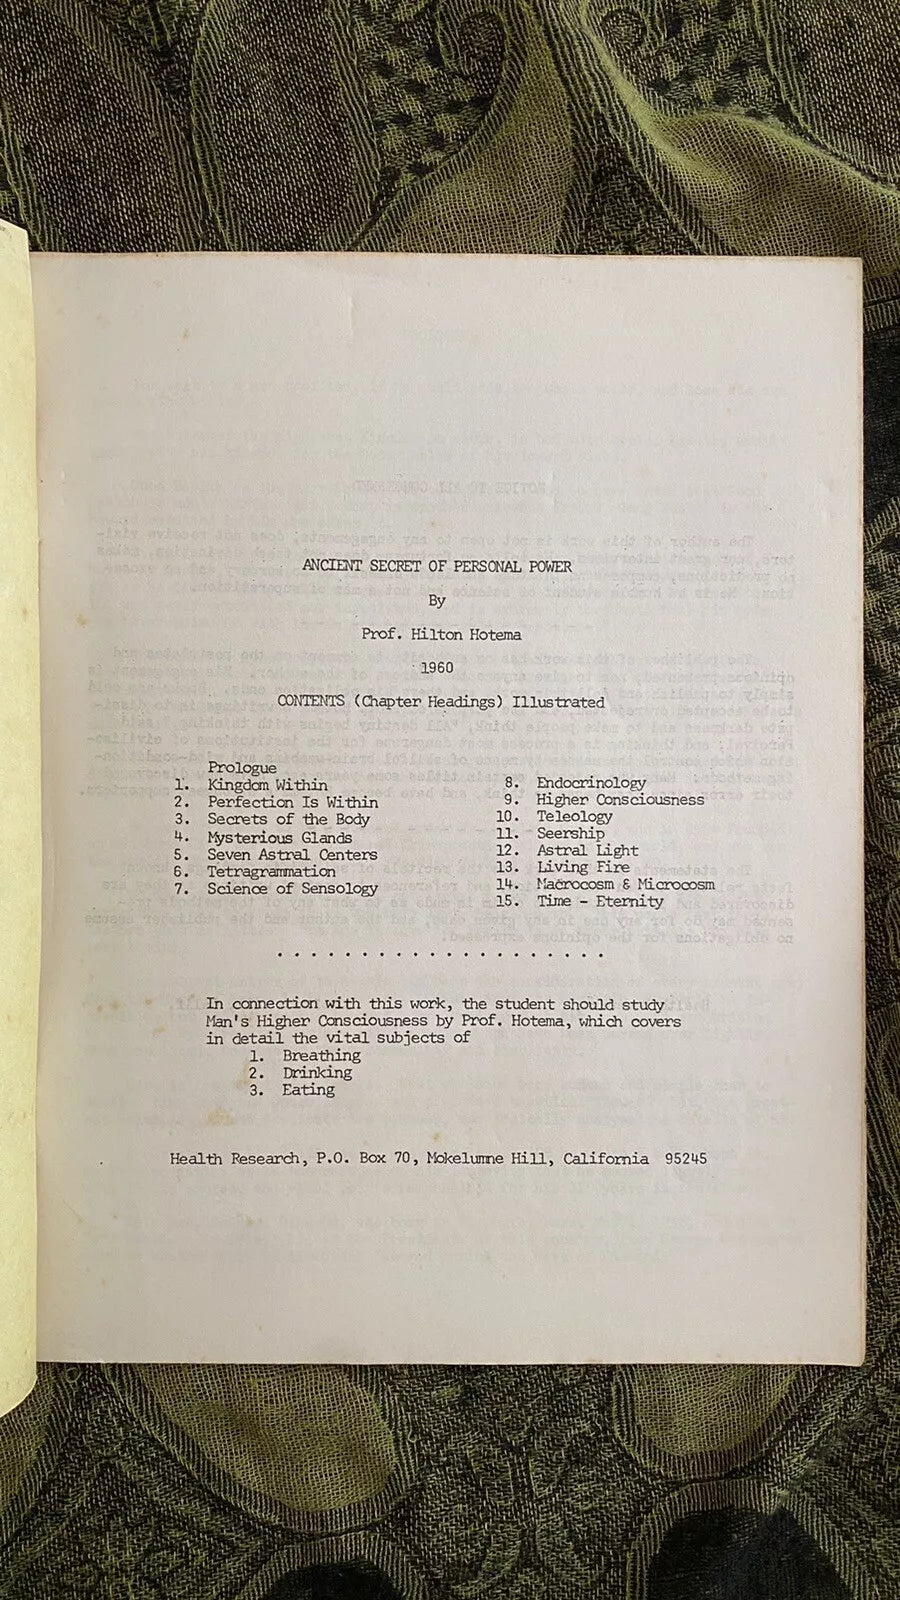 ANCIENT SECRET OF PERSONAL POWER
By
Prof. Hilton Hotema
1960
CONTENTS (Chapter Headings) Illustrated
Prologue
1. Kingdom Within
2. Perfection Is Within
3. Secrets of the Body
4. Mysterious Glands
5. Seven Astral Centers
6. Tetragrammation
7. Science of Sensology
8. Endocrinology
9. Higher Consciousness
10. Teleology
11. Seership
12. Astral Light
13. Living Fire
14. Macrocosm & Microcosm
15. Time - Eternity
. . . . . . . . . . . . . . . . . . . .
In connection with this work, the student should study
Man's Higher Consciousness by Prof. Hotema, which covers
in detail the vital subjects of
1. Breathing
2. Drinking
3. Eating
Health Research, P.O. Box 70, Mokelumne Hill, California 95245